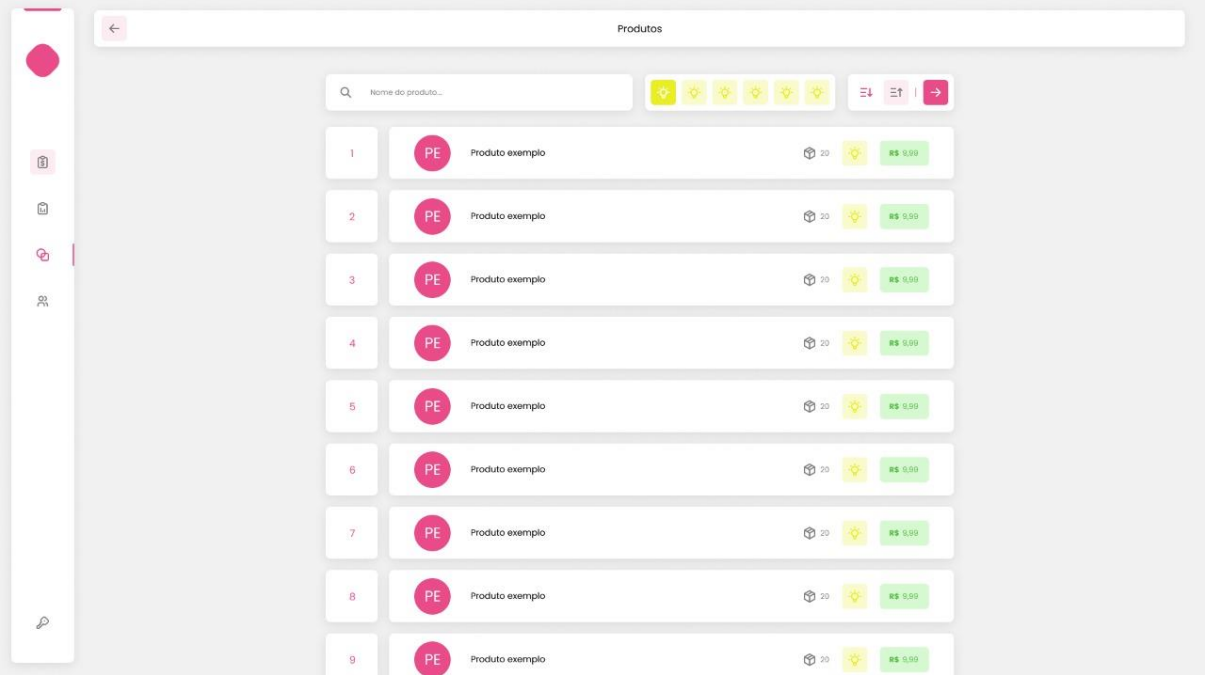 Produtos
Nome do produto...
1 PE Produto exemplo 20 R$ 9,99
2 PE Produto exemplo 20 R$ 9,99
3 PE Produto exemplo 20 R$ 9,99
4 PE Produto exemplo 20 R$ 9,99
5 PE Produto exemplo 20 R$ 9,99
6 PE Produto exemplo 20 R$ 9,99
7 PE Produto exemplo 20 R$ 9,99
8 PE Produto exemplo 20 R$ 9,99
9 PE Produto exemplo 20 R$ 9,99